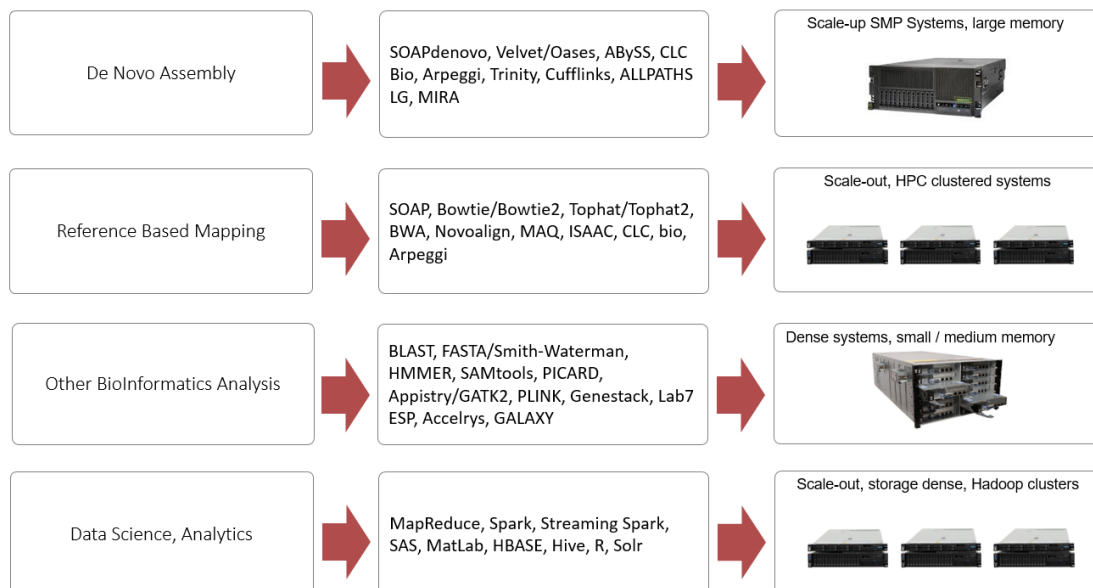 De Novo Assembly
SOAPdenovo, Velvet/Oases, ABySS, CLC
Bio, Arpeggi, Trinity, Cufflinks, ALLPATHS
LG, MIRA
Scale-up SMP Systems, large memory
Reference Based Mapping
SOAP, Bowtie/Bowtie2, Tophat/Tophat2,
BWA, Novoalign, MAQ, ISAAC, CLC, bio,
Arpeggi
Scale-out, HPC clustered systems
Other BioInformatics Analysis
BLAST, FASTA/Smith-Waterman,
HMMER, SAMtools, PICARD,
Appistry/GATK2, PLINK, Genestack, Lab7
ESP, Accelrys, GALAXY
Dense systems, small / medium memory
Data Science, Analytics
MapReduce, Spark, Streaming Spark,
SAS, MatLab, HBASE, Hive, R, Solr
Scale-out, storage dense, Hadoop clusters